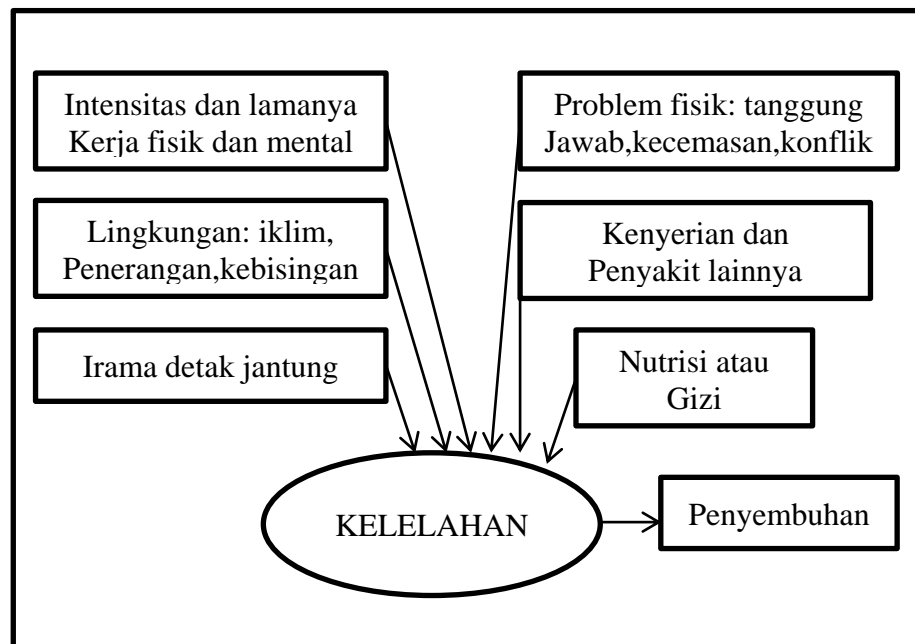 Intensitas dan lamanya
Kerja fisik dan mental
Lingkungan: iklim,
Penerangan,kebisingan
Irama detak jantung
Problem fisik: tanggung
Jawab,kecemasan,konflik
Kenyerian dan
Penyakit lainnya
Nutrisi atau
Gizi
KELELAHAN
Penyembuhan